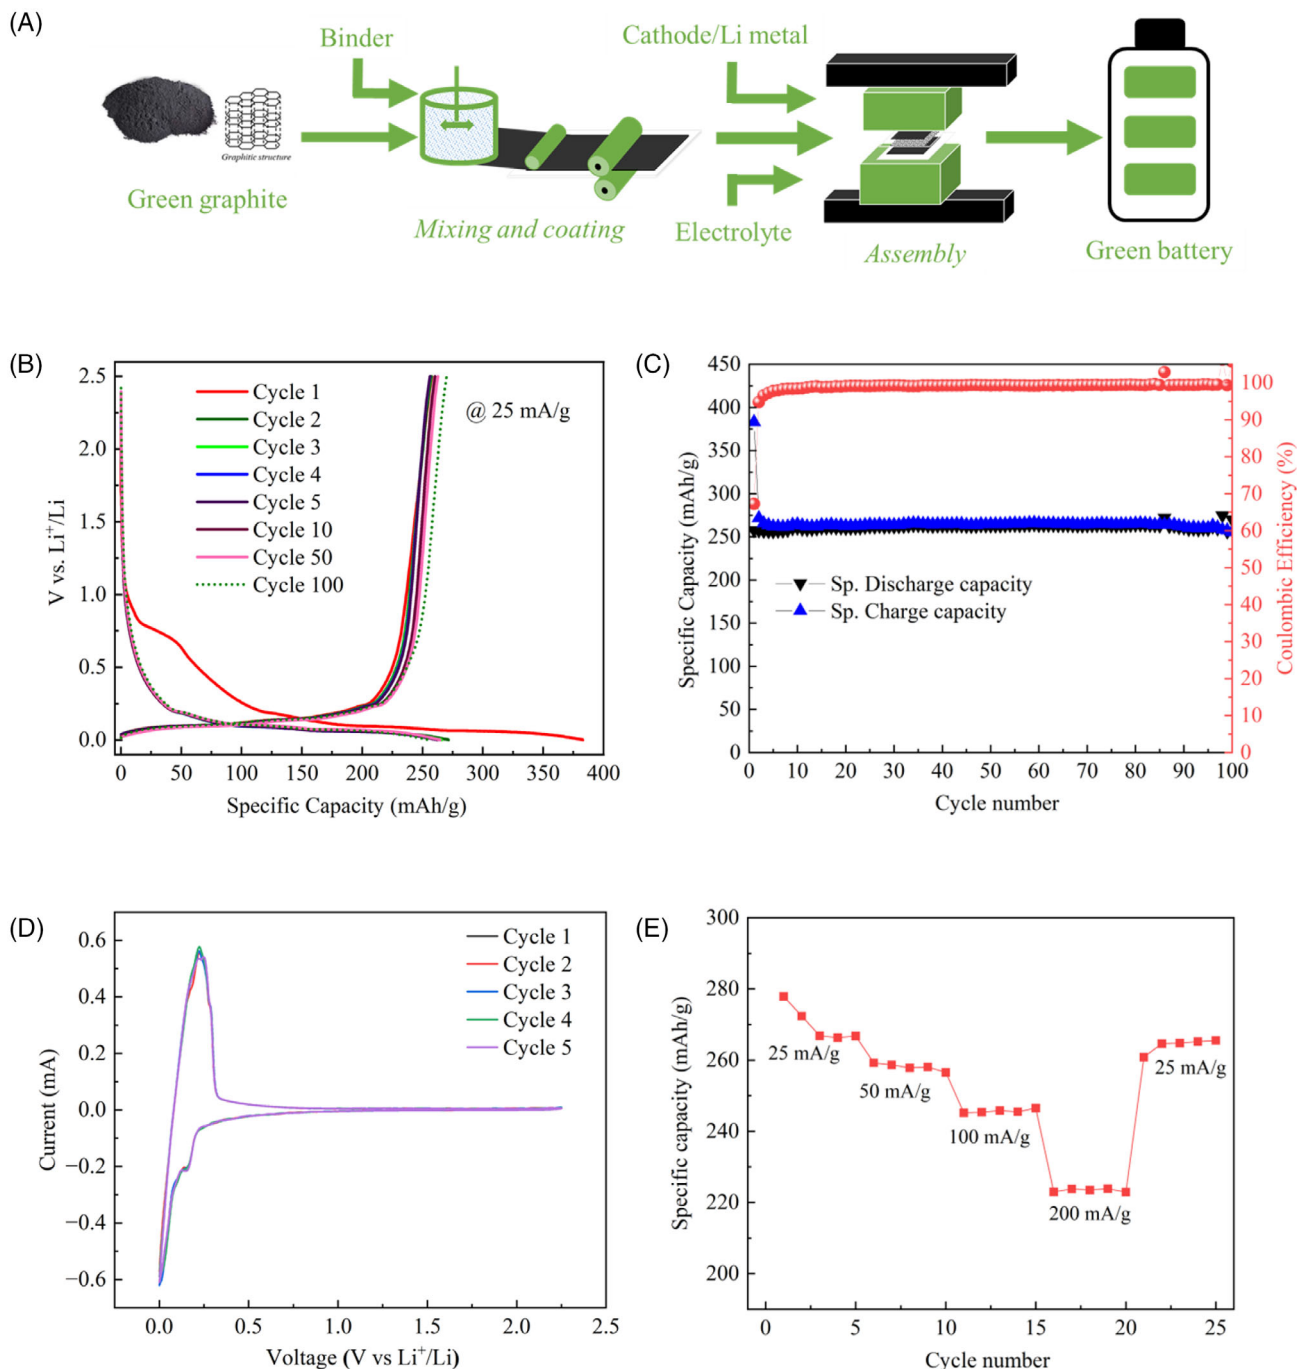 (A)
Binder
Cathode/Li metal
Graphitic structure
Green graphite
Mixing and coating
Electrolyte
Assembly
Green battery
(B)
2.5
2.0
1.5
1.0
0.5
0.0
V vs. Li⁺/Li
Cycle 1
Cycle 2
Cycle 3
Cycle 4
Cycle 5
Cycle 10
Cycle 50
Cycle 100
@ 25 mA/g
0 50 100 150 200 250 300 350 400
Specific Capacity (mAh/g)
(C)
450
400
350
300
250
200
150
100
50
0
Specific Capacity (mAh/g)
Sp. Discharge capacity
Sp. Charge capacity
100
90
80
70
60
50
40
30
20
10
0
Coulombic Efficiency (%)
0 10 20 30 40 50 60 70 80 90 100
Cycle number
(D)
0.6
0.4
0.2
0.0
−0.2
−0.4
−0.6
Current (mA)
Cycle 1
Cycle 2
Cycle 3
Cycle 4
Cycle 5
0.0 0.5 1.0 1.5 2.0 2.5
Voltage (V vs Li⁺/Li)
(E)
300
280
260
240
220
200
Specific capacity (mAh/g)
25 mA/g
50 mA/g
100 mA/g
200 mA/g
25 mA/g
0 5 10 15 20 25
Cycle number